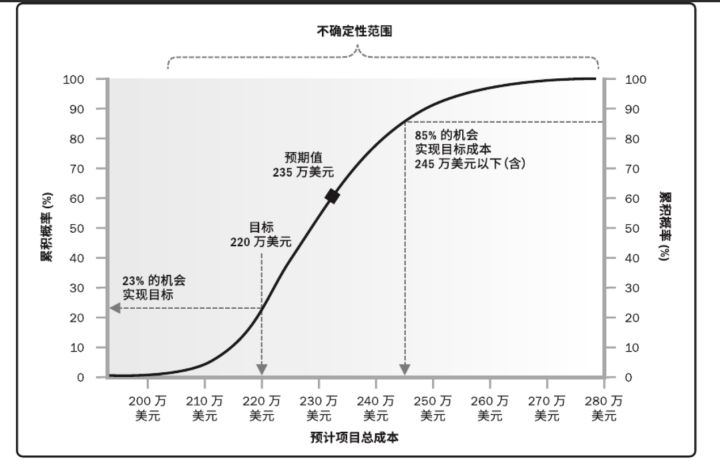 不确定性范围
100
90
80
70
60
50
40
30
20
10
0
累积概率 (%)
预期值
235 万美元
目标
220 万美元
23% 的机会
实现目标
85% 的机会
实现目标成本
245 万美元以下（含）
100
90
80
70
60
50
40
30
20
10
0
累积概率 (%)
200 万
美元
210 万
美元
220 万
美元
230 万
美元
240 万
美元
250 万
美元
260 万
美元
270 万
美元
280 万
美元
预计项目总成本